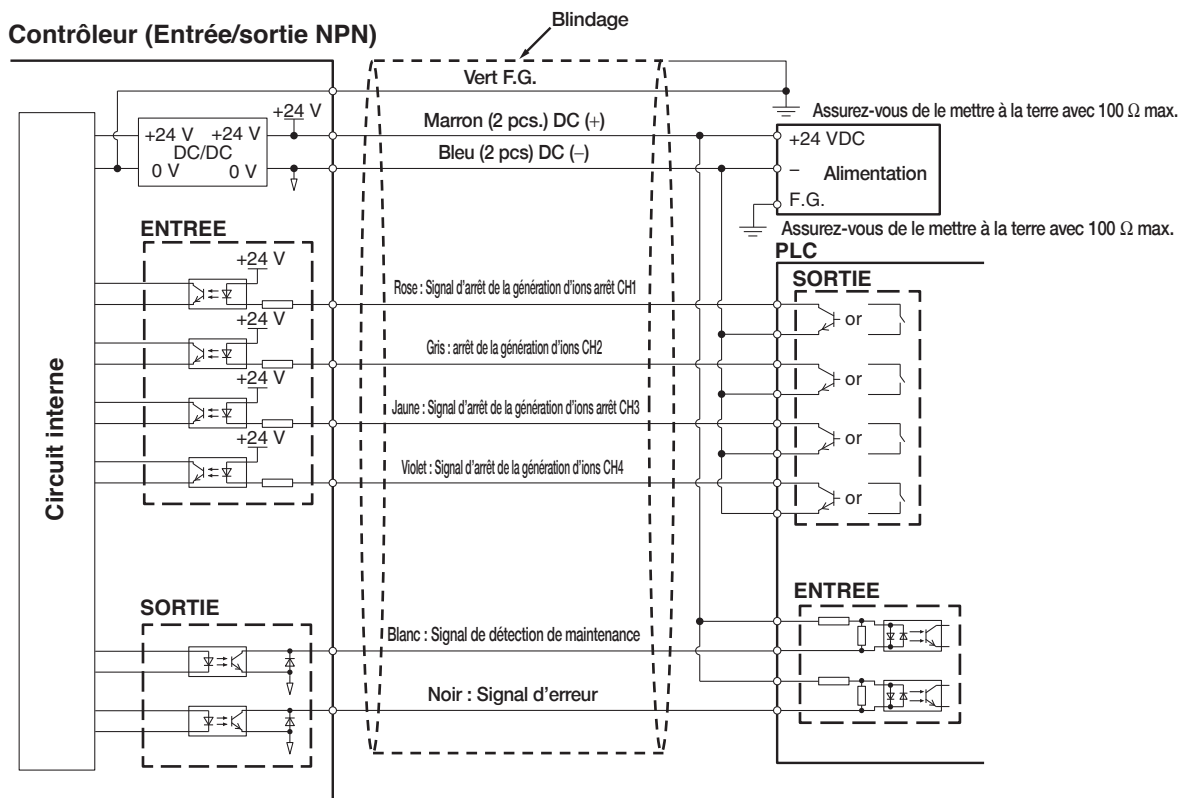 Blindage
Contrôleur (Entrée/sortie NPN)
Vert F.G.
Assurez-vous de le mettre à la terre avec 100 Ω max.
+24 V
Marron (2 pcs.) DC (+)
Bleu (2 pcs) DC (−)
+24 V +24 V
DC/DC
0 V 0 V
+24 VDC
− Alimentation
F.G.
Assurez-vous de le mettre à la terre avec 100 Ω max.
Circuit interne
ENTREE
+24 V
+24 V
+24 V
+24 V
Rose : Signal d'arrêt de la génération d'ions arrêt CH1
Gris : arrêt de la génération d'ions CH2
Jaune : Signal d'arrêt de la génération d'ions arrêt CH3
Violet : Signal d'arrêt de la génération d'ions CH4
PLC
SORTIE
or
or
or
or
SORTIE
Blanc : Signal de détection de maintenance
Noir : Signal d'erreur
ENTREE